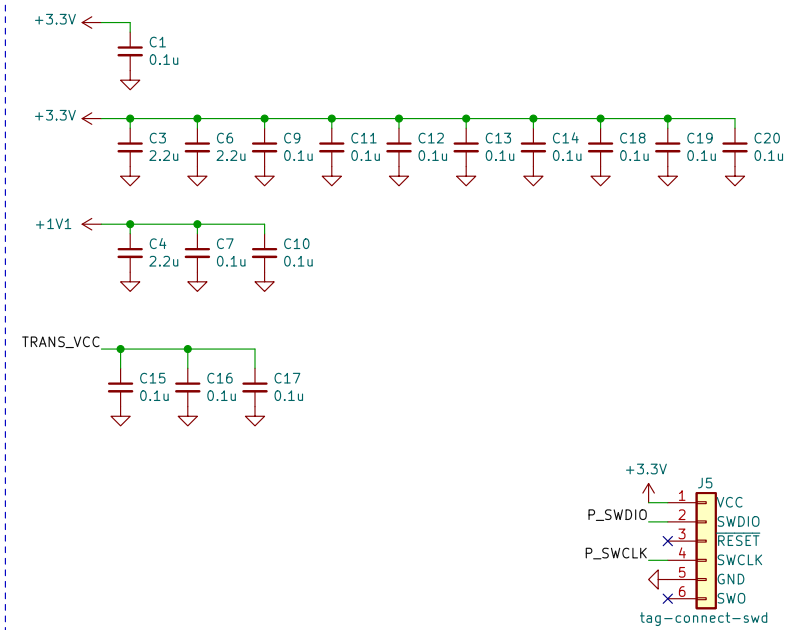 +3.3V
C1
0.1u
+3.3V
C3 C6 C9 C11 C12 C13 C14 C18 C19 C20
2.2u 2.2u 0.1u 0.1u 0.1u 0.1u 0.1u 0.1u 0.1u 0.1u
+1V1
C4 C7 C10
2.2u 0.1u 0.1u
TRANS_VCC
C15 C16 C17
0.1u 0.1u 0.1u
+3.3V
J5
1 VCC
P_SWDIO 2 SWDIO
3 RESET
P_SWCLK 4 SWCLK
5 GND
6 SWO
tag-connect-swd